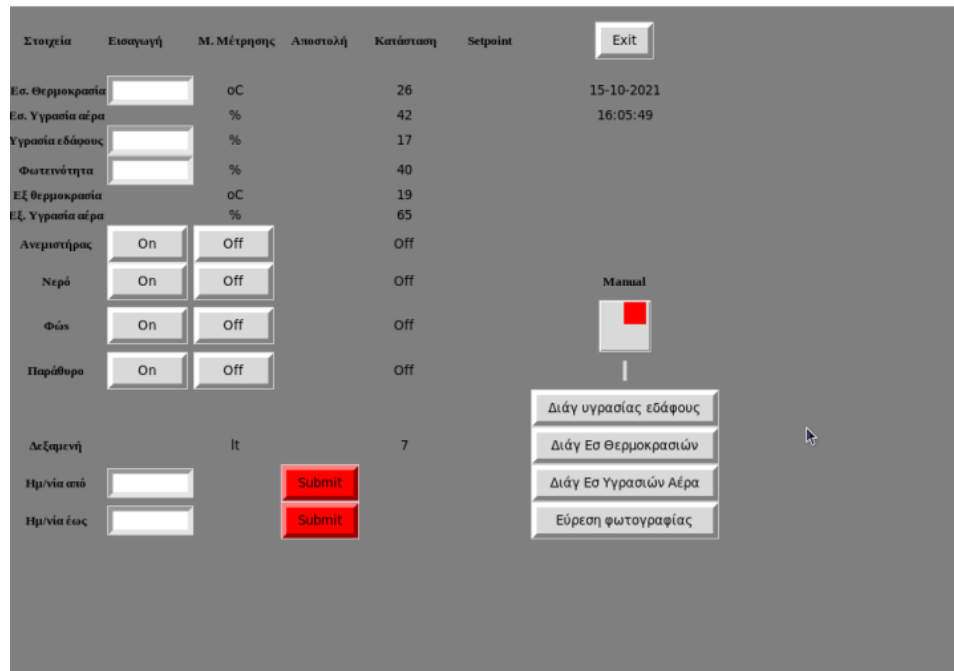 Στοιχεία Εισαγωγή Μ. Μέτρησης Αποστολή Κατάσταση Setpoint Exit
Εσ. Θερμοκρασία oC 26 15-10-2021
Εσ. Υγρασία αέρα % 42 16:05:49
Υγρασία εδάφους % 17
Φωτεινότητα % 40
Εξ θερμοκρασία oC 19
Εξ. Υγρασία αέρα % 65
Ανεμιστήρας On Off Off
Νερό On Off Off Manual
Φώs On Off Off
Παράθυρο On Off Off
Διάγ υγρασίας εδάφους
Δεξαμενή lt 7 Διάγ Εσ Θερμοκρασιών
Ημ/νία από Submit Διάγ Εσ Υγρασιών Αέρα
Ημ/νία έως Submit Εύρεση φωτογραφίας